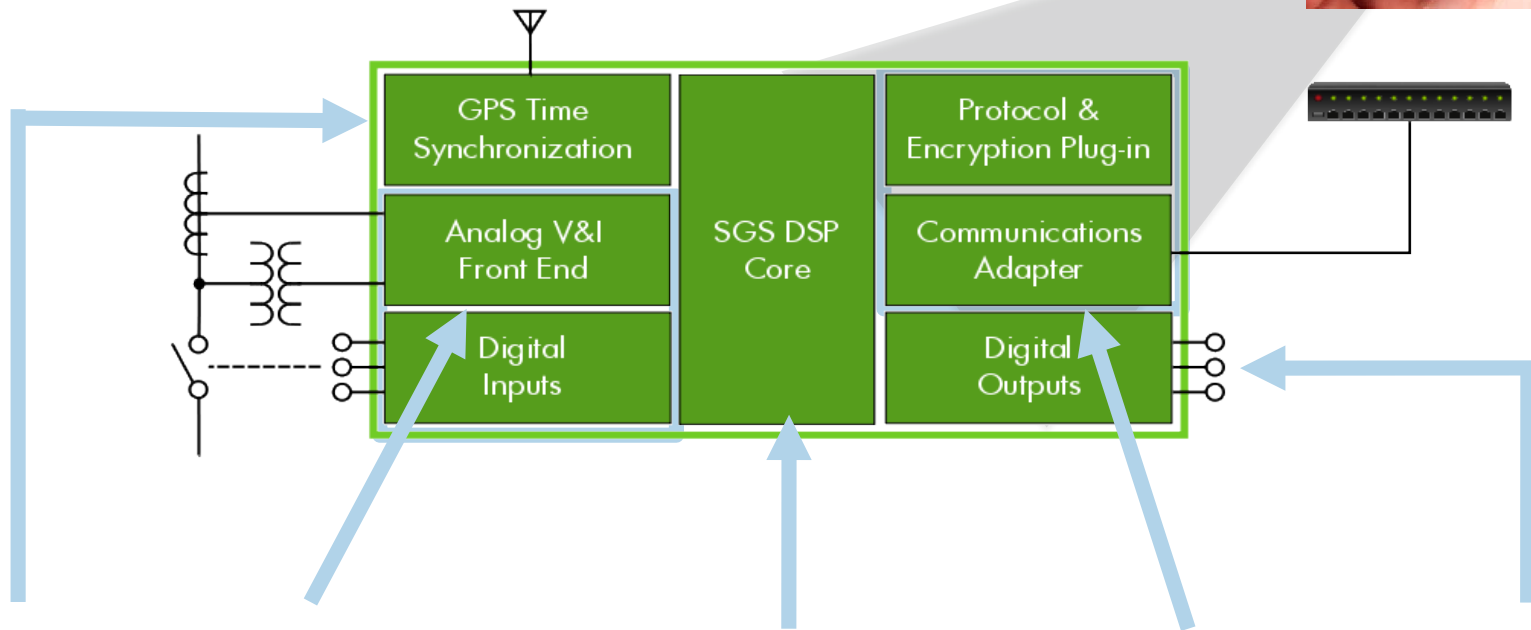 GPS Time
Synchronization
Analog V&I
Front End
Digital
Inputs
SGS DSP
Core
Protocol &
Encryption Plug-in
Communications
Adapter
Digital
Outputs